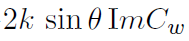 2k sin θ ImC_w